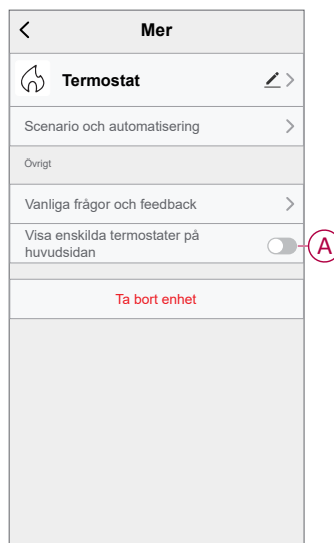 Mer
Termostat
Scenario och automatisering
Övrigt
Vanliga frågor och feedback
Visa enskilda termostater på
huvudsidan
A
Ta bort enhet